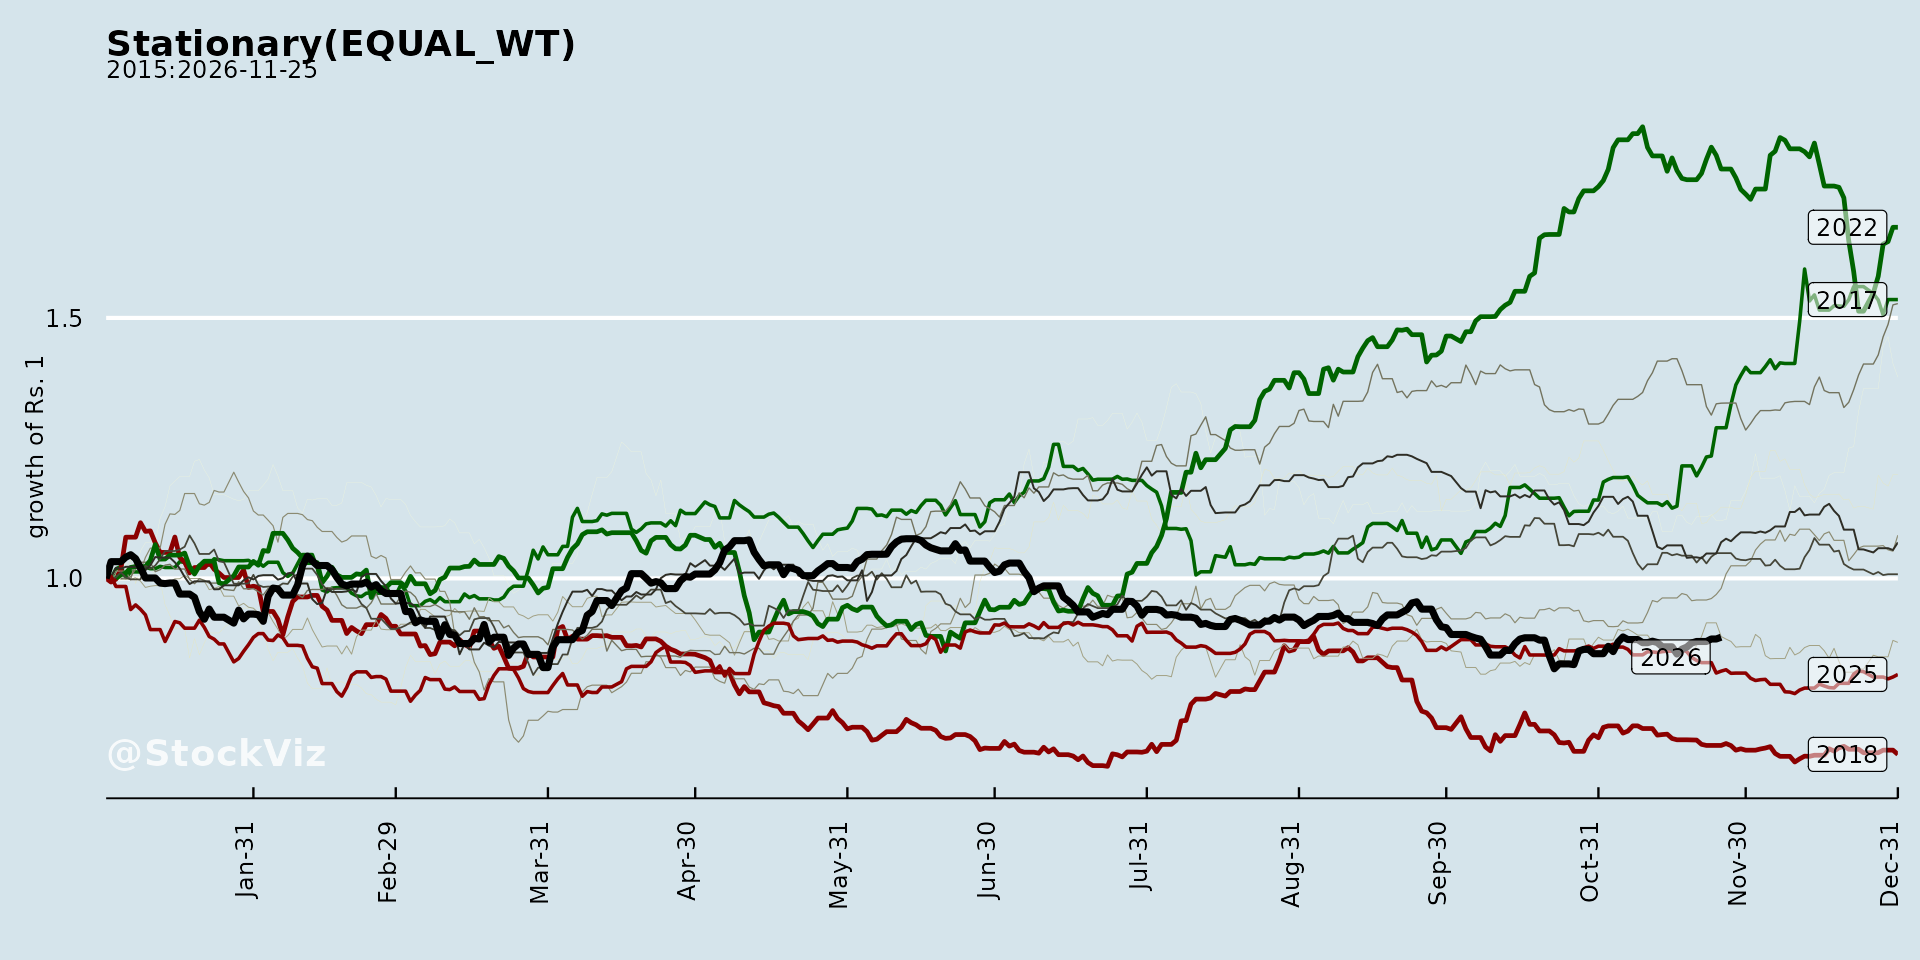 Stationary(EQUAL_WT)
2015:2026-11-25
growth of Rs. 1
1.5
1.0
2022
2017
2026
2025
2018
@StockViz
Jan-31
Feb-29
Mar-31
Apr-30
May-31
Jun-30
Jul-31
Aug-31
Sep-30
Oct-31
Nov-30
Dec-31